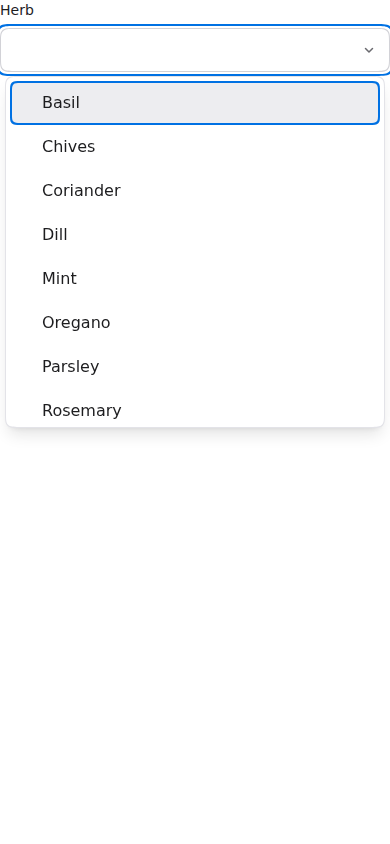 Herb
Basil
Chives
Coriander
Dill
Mint
Oregano
Parsley
Rosemary